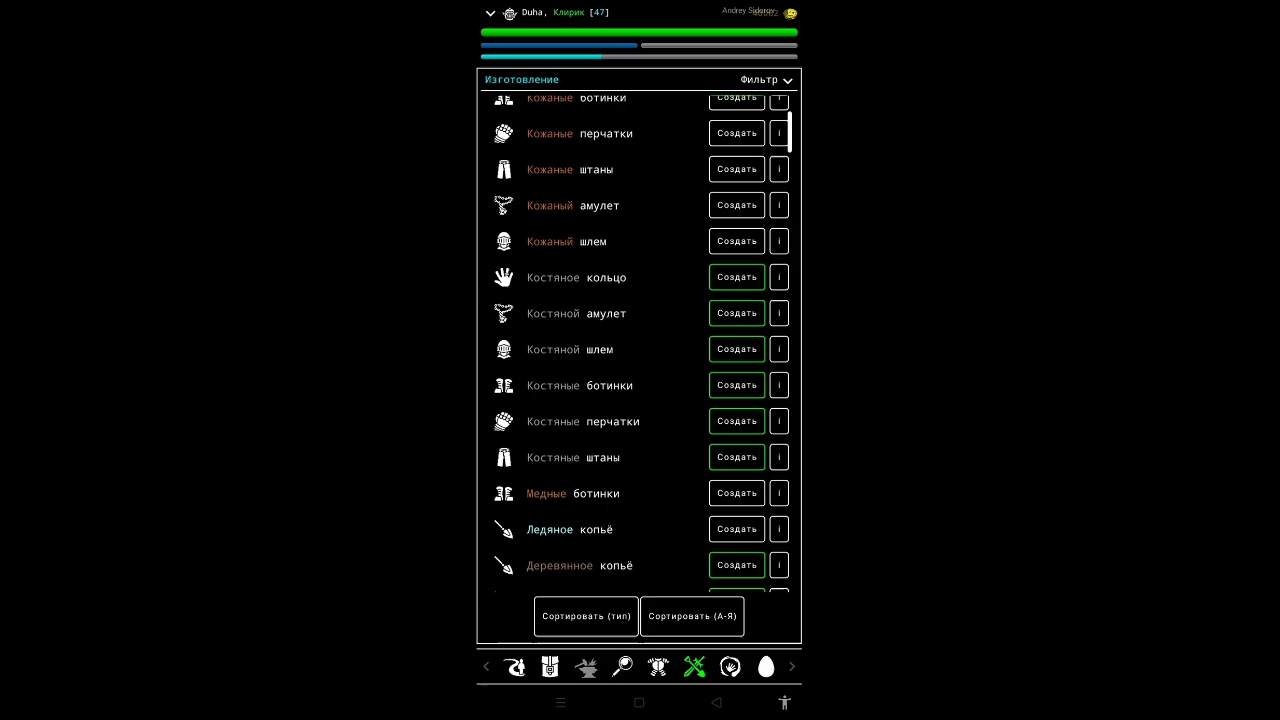 Duha, Клирик [47]
Andrey Sidorov
Изготовление Фильтр
Кожаные ботинки Создать i
Кожаные перчатки Создать i
Кожаные штаны Создать i
Кожаный амулет Создать i
Кожаный шлем Создать i
Костяное кольцо Создать i
Костяной амулет Создать i
Костяной шлем Создать i
Костяные ботинки Создать i
Костяные перчатки Создать i
Костяные штаны Создать i
Медные ботинки Создать i
Ледяное копьё Создать i
Деревянное копьё Создать i
Сортировать (тип) Сортировать (А-Я)